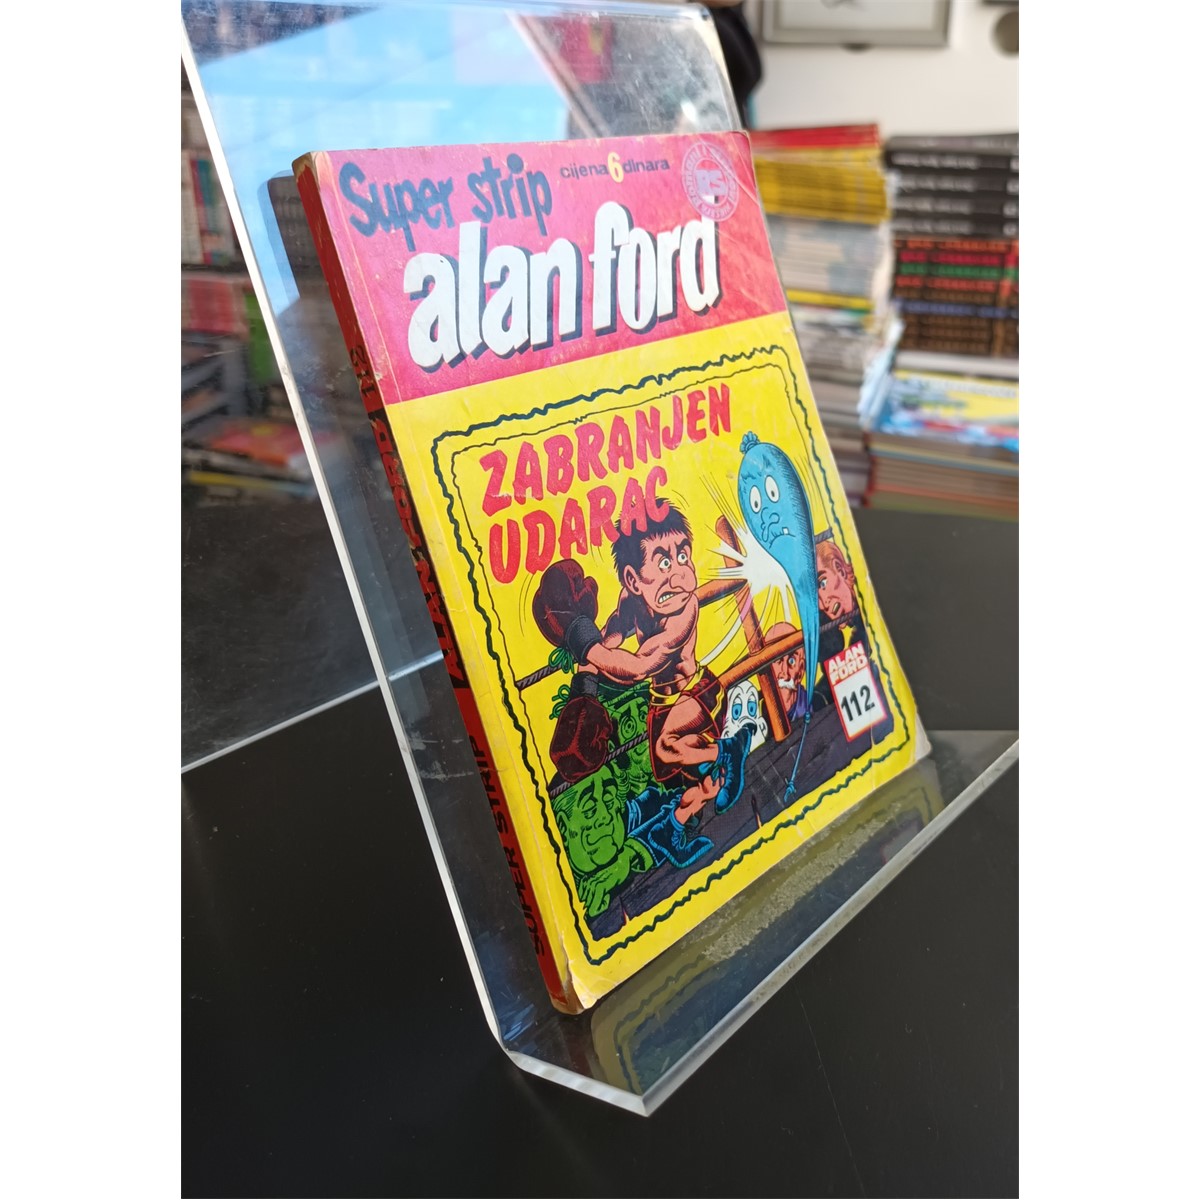 Super strip
cijena 6 dinara
alan ford
ZABRANJEN
UDARAC
ALAN
FORD
112
SUPER STRIP ALAN FORD 112